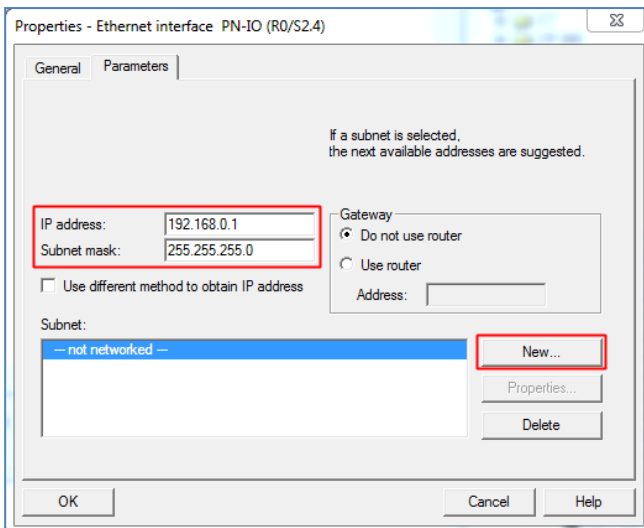 Properties - Ethernet interface PN-IO (R0/S2.4)
General
Parameters
If a subnet is selected,
the next available addresses are suggested.
IP address: 192.168.0.1
Subnet mask: 255.255.255.0
Use different method to obtain IP address
Gateway
Do not use router
Use router
Address:
Subnet:
--- not networked ---
New...
Properties...
Delete
OK
Cancel
Help